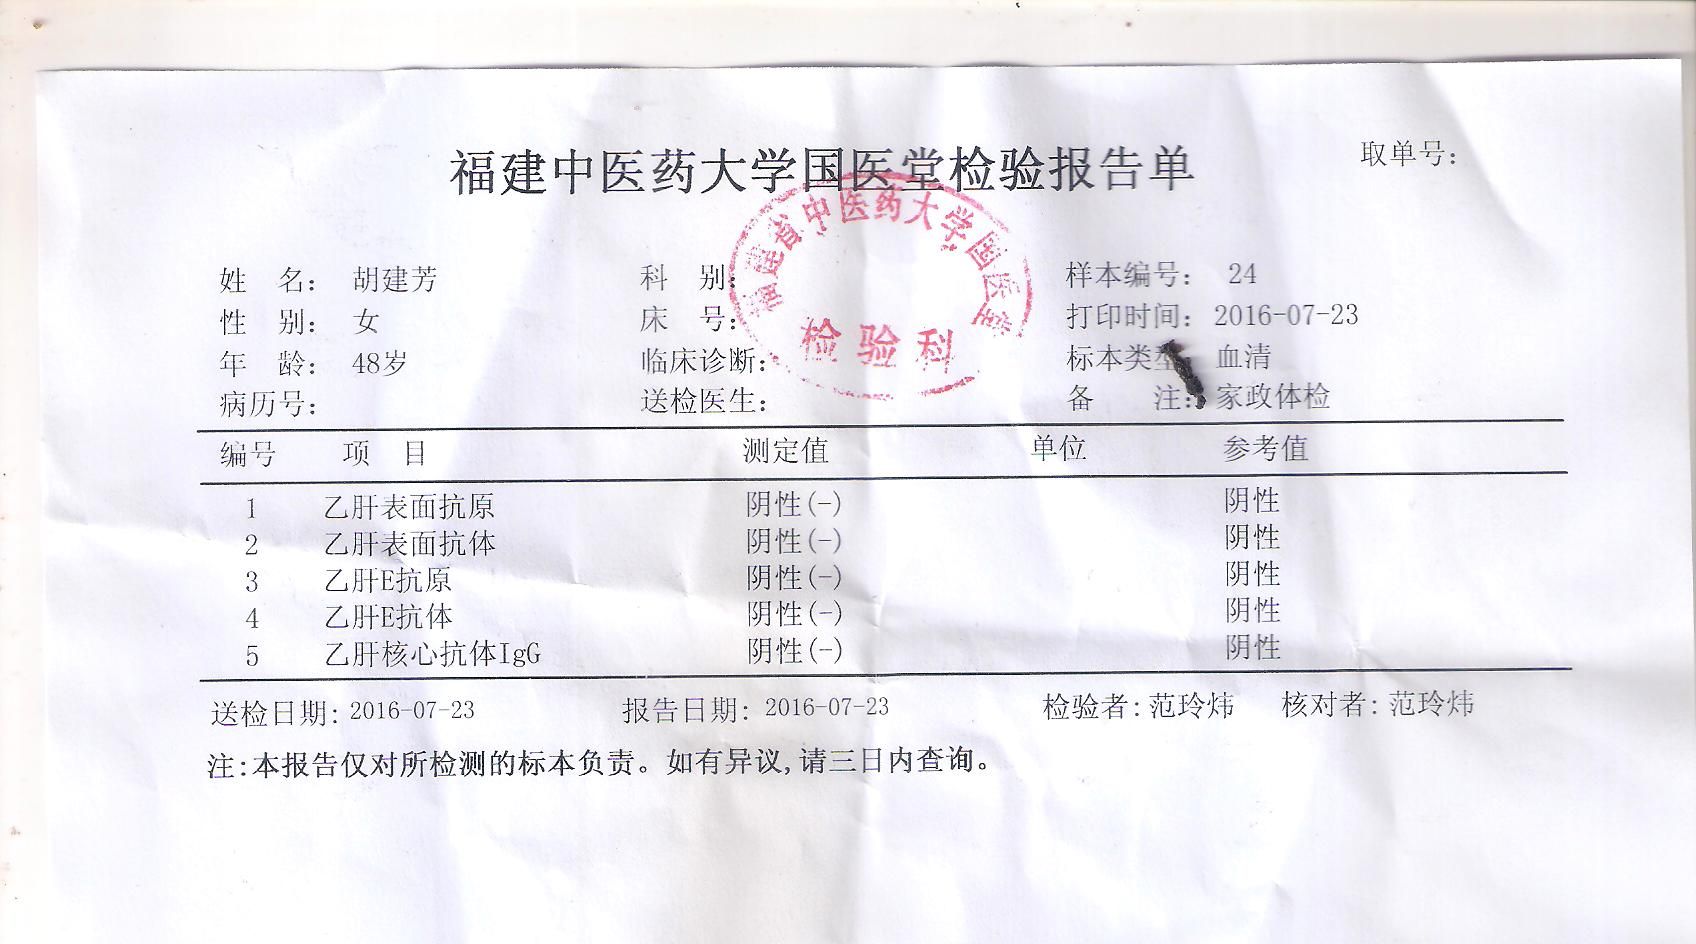 取单号:
福建中医药大学国医堂检验报告单
福建省中医药大学国医堂
检验科
姓 名: 胡建芳 科 别: 样本编号: 24
性 别: 女 床 号: 打印时间: 2016-07-23
年 龄: 48岁 临床诊断: 标本类型 血清
病历号: 送检医生: 备 注: 家政体检
编号 项 目 测定值 单位 参考值
1 乙肝表面抗原 阴性(-) 阴性
2 乙肝表面抗体 阴性(-) 阴性
3 乙肝E抗原 阴性(-) 阴性
4 乙肝E抗体 阴性(-) 阴性
5 乙肝核心抗体IgG 阴性(-) 阴性
送检日期: 2016-07-23 报告日期: 2016-07-23 检验者: 范玲炜 核对者: 范玲炜
注:本报告仅对所检测的标本负责。如有异议,请三日内查询。